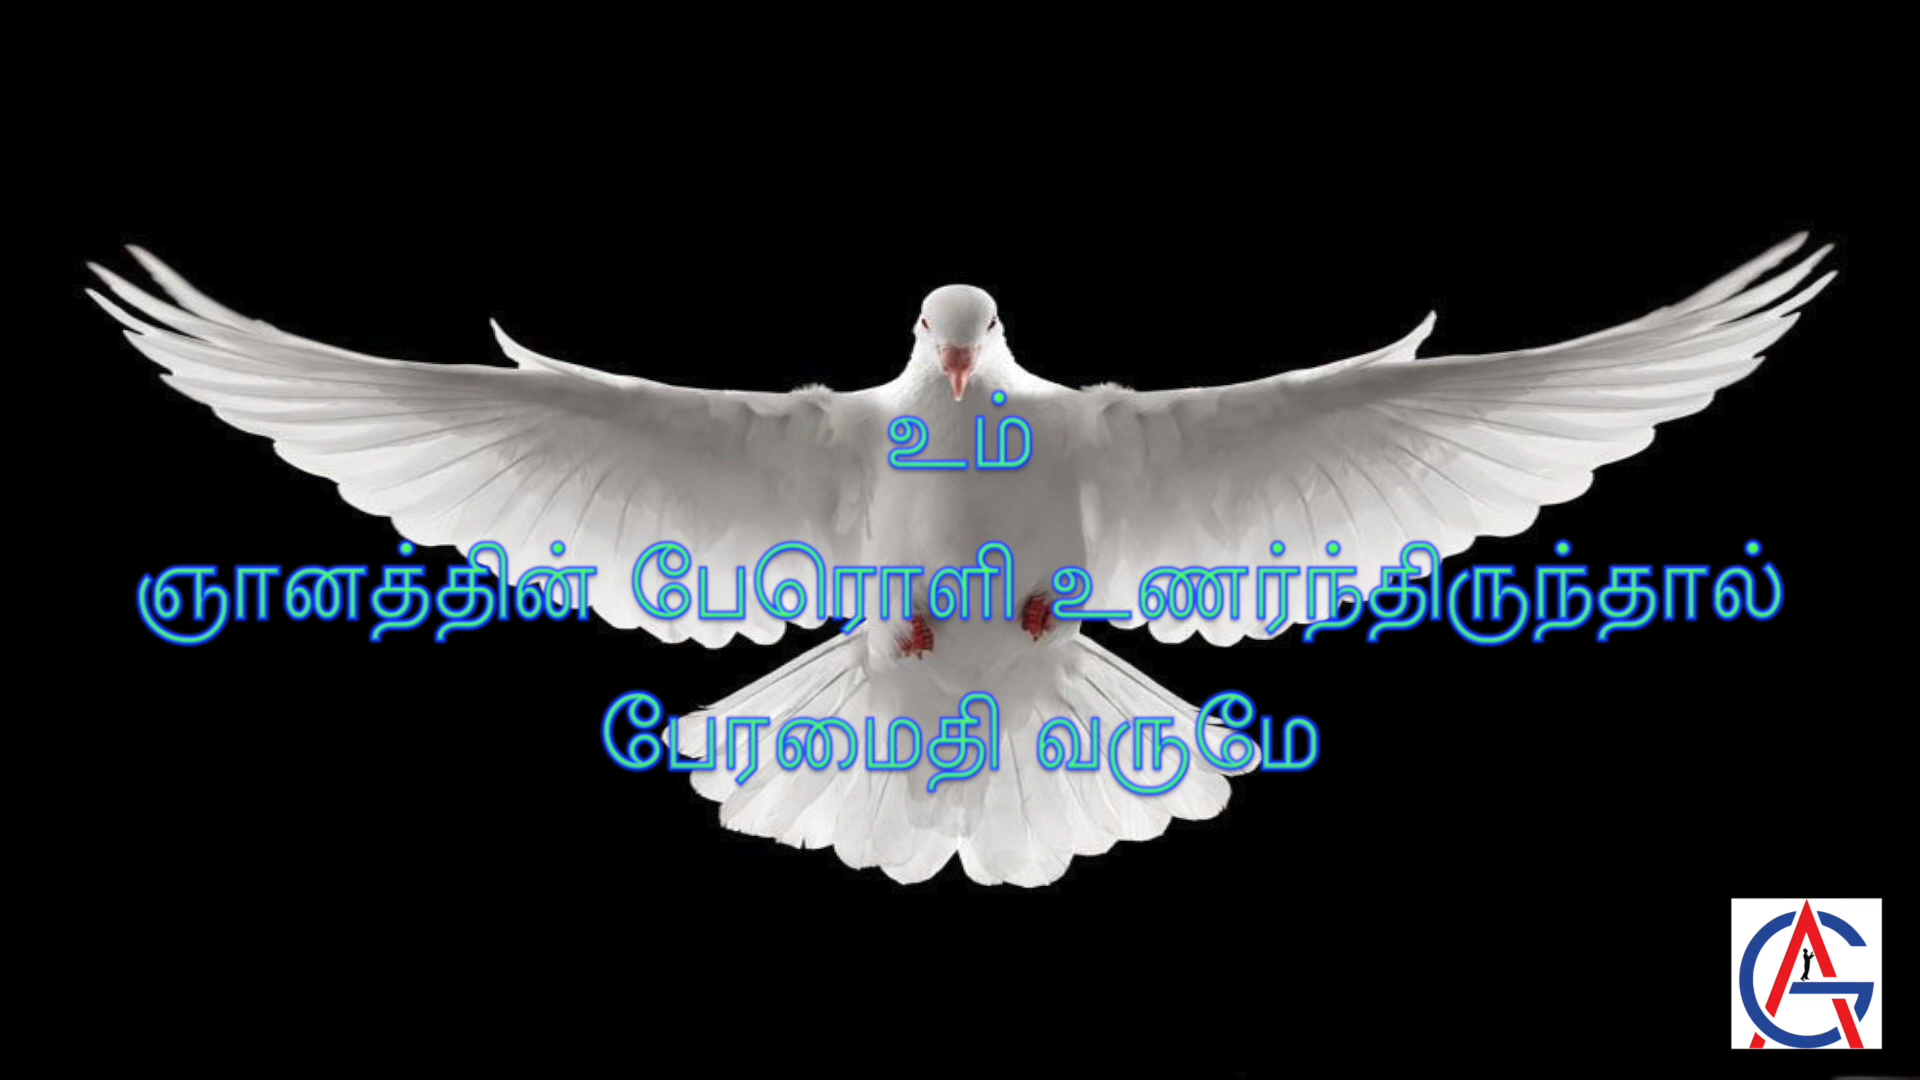 உம்
ஞானத்தின் பேரொளி உணர்ந்திருந்தால்
பேரமைதி வருமே